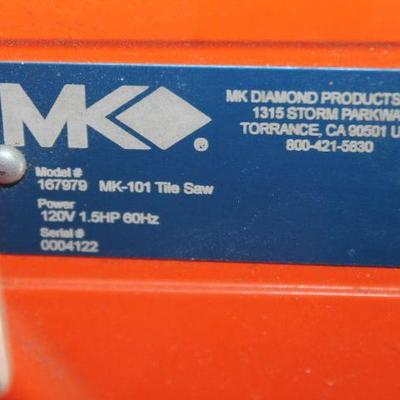 MK
MK DIAMOND PRODUCTS
1315 STORM PARKWA
TORRANCE, CA 90501 U
800-421-5830
Model #
167979 MK-101 Tile Saw
Power
120V 1.5HP 60Hz
Serial #
0004122